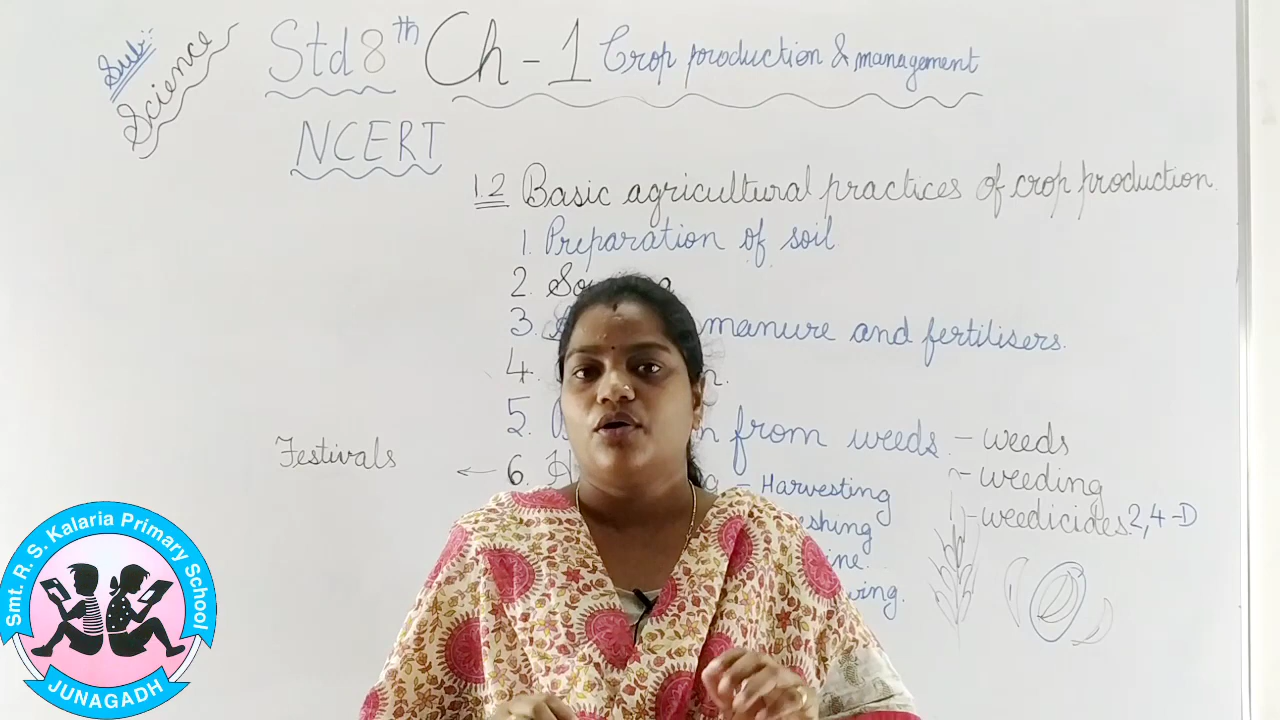 Sub:-
Science
Std 8th Ch - 1 Crop production & management
NCERT
1.2 Basic agricultural practices of crop production.
1. Preparation of soil
2.
3. manure and fertilisers.
4.
5. from weeds - weeds
- weeding
- weedicides. 2,4-D
Festivals ← 6. - Harvesting
Smt. R. S. Kalaria Primary School
JUNAGADH